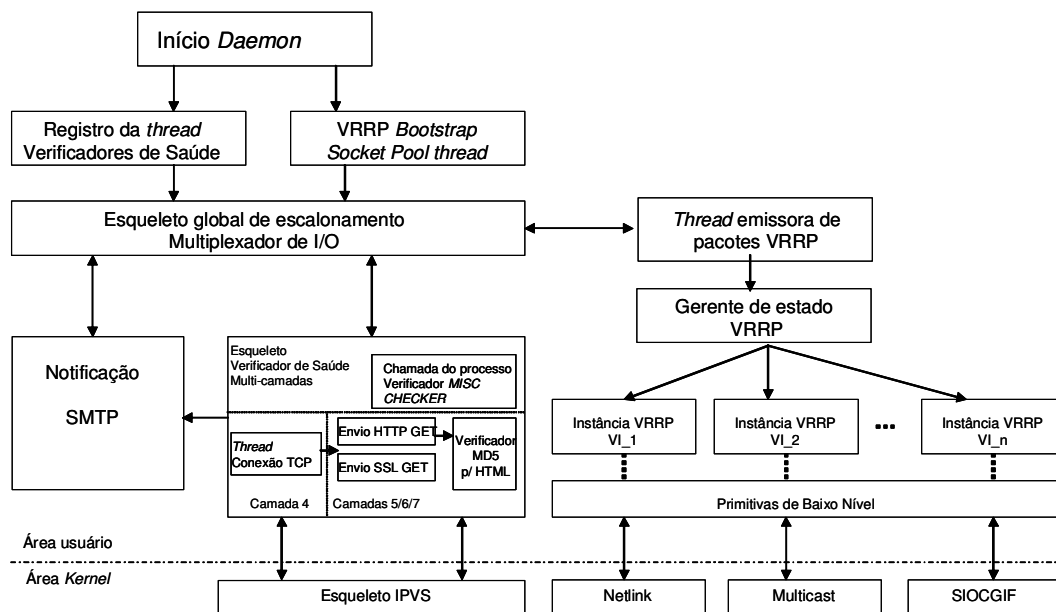 Início Daemon
Registro da thread
Verificadores de Saúde
VRRP Bootstrap
Socket Pool thread
Esqueleto global de escalonamento
Multiplexador de I/O
Thread emissora de
pacotes VRRP
Gerente de estado
VRRP
Notificação
SMTP
Esqueleto
Verificador de Saúde
Multi-camadas
Chamada do processo
Verificador MISC
CHECKER
Thread
Conexão TCP
Envio HTTP GET
Envio SSL GET
Verificador
MD5
p/ HTML
Camada 4
Camadas 5/6/7
Instância VRRP
VI_1
Instância VRRP
VI_2
...
Instância VRRP
VI_n
Primitivas de Baixo Nível
Área usuário
Área Kernel
Esqueleto IPVS
Netlink
Multicast
SIOCGIF